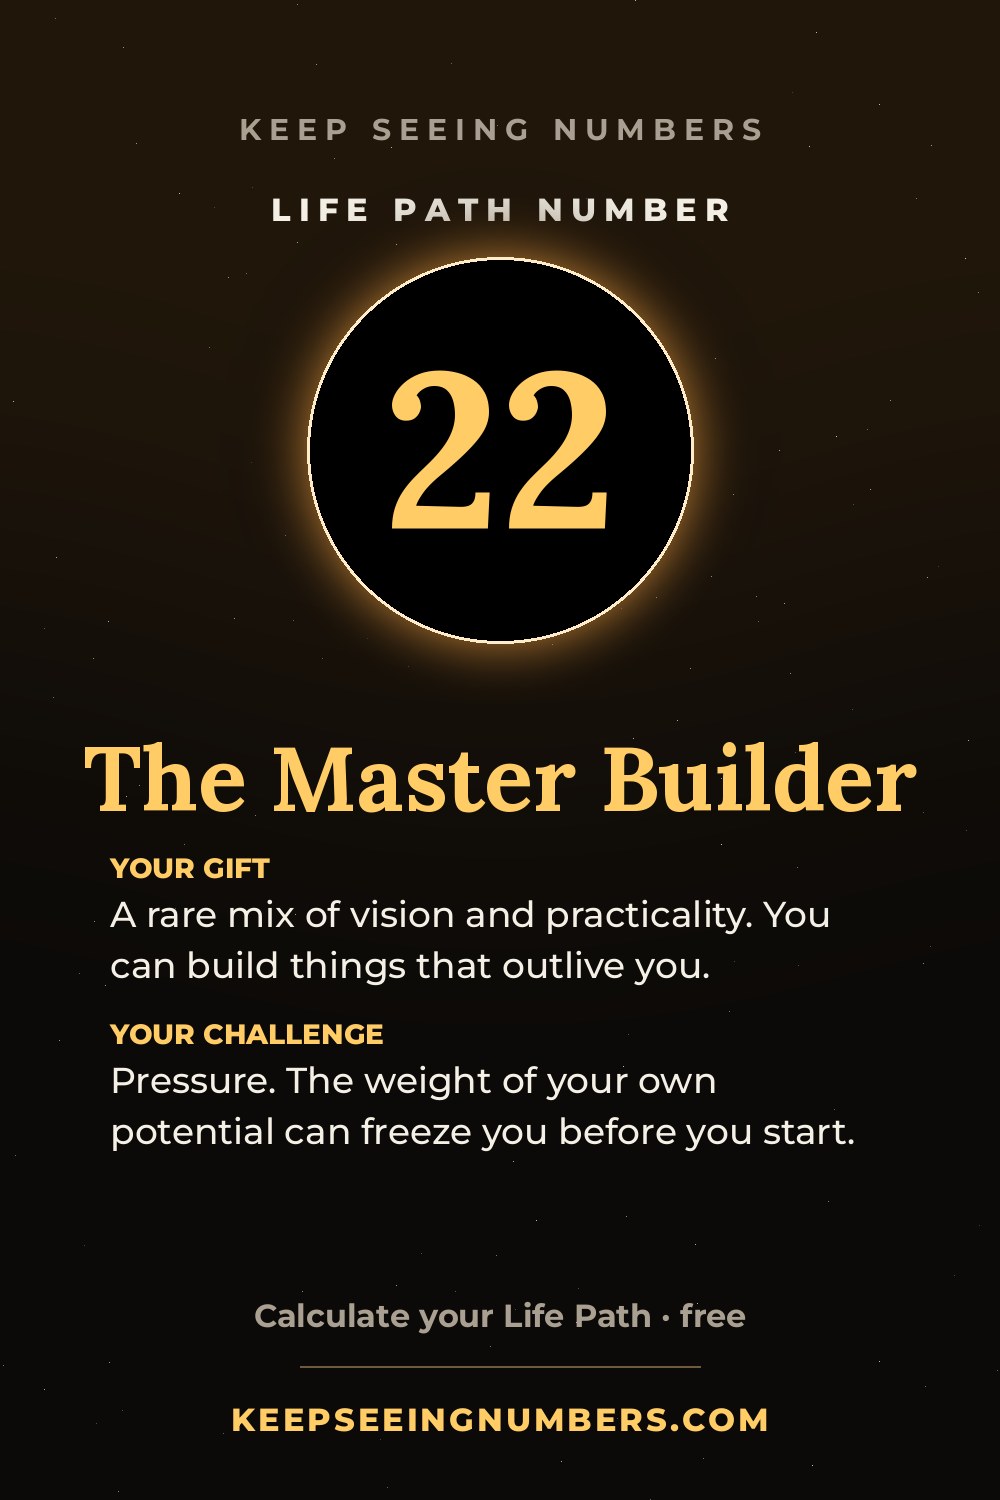 KEEP SEEING NUMBERS
LIFE PATH NUMBER
22
The Master Builder
YOUR GIFT
A rare mix of vision and practicality. You
can build things that outlive you.
YOUR CHALLENGE
Pressure. The weight of your own
potential can freeze you before you start.
Calculate your Life Path · free
KEEPSEEINGNUMBERS.COM